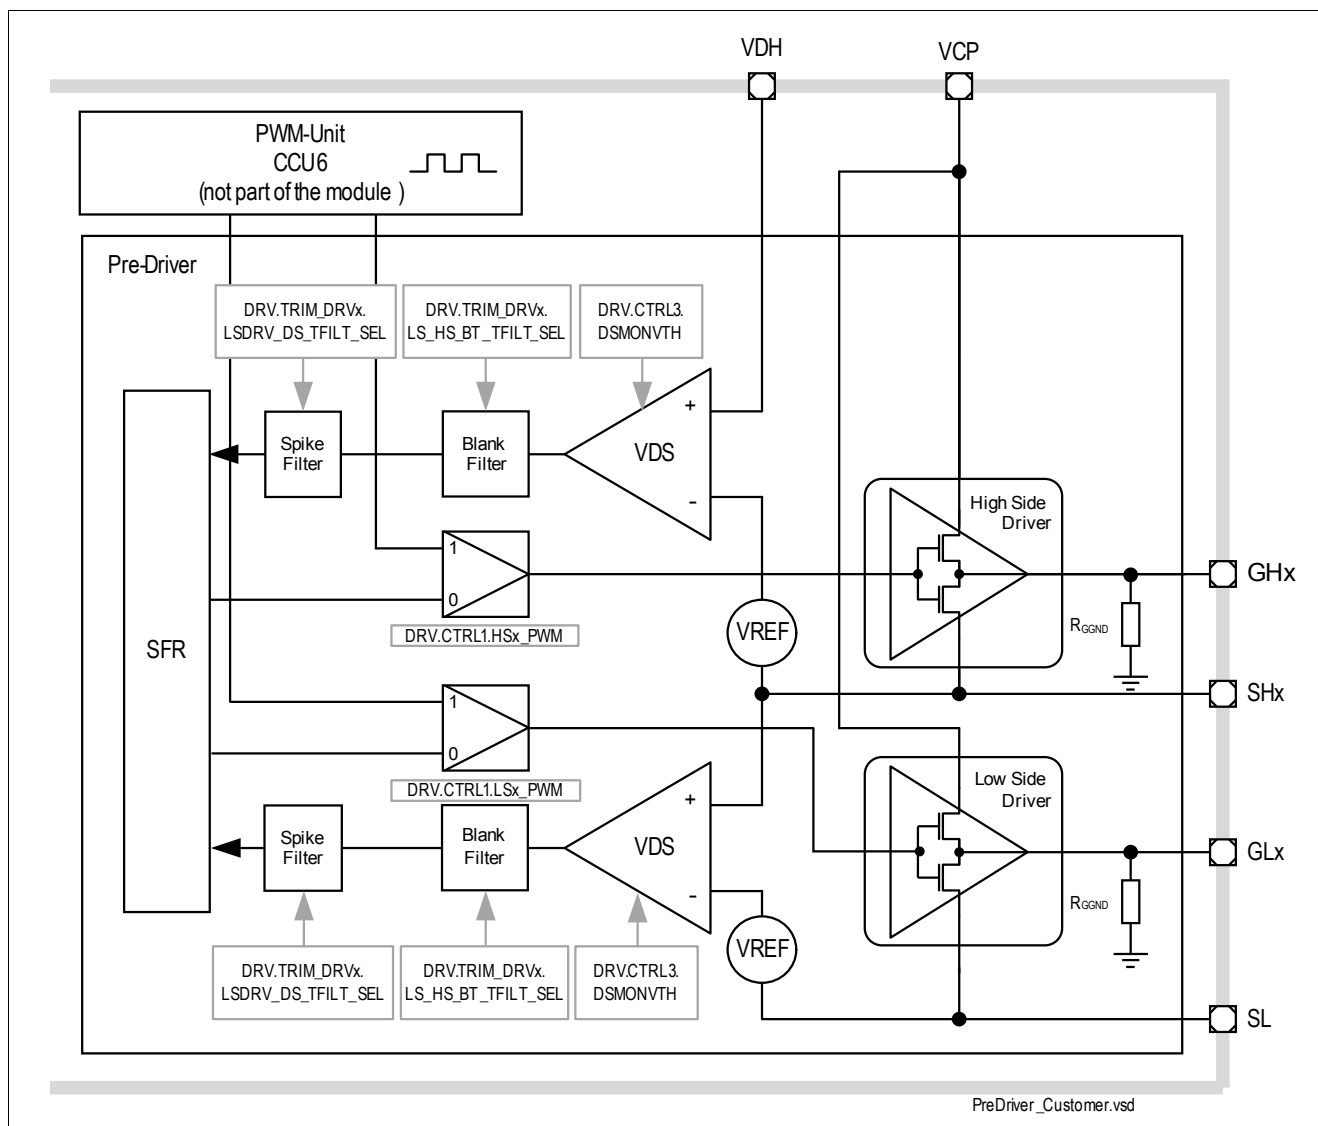 VDH
VCP
PWM-Unit
CCU6
(not part of the module )
Pre-Driver
DRV.TRIM_DRVx.
LSDRV_DS_TFILT_SEL
DRV.TRIM_DRVx.
LS_HS_BT_TFILT_SEL
DRV.CTRL3.
DSMONVTH
+
Spike
Filter
Blank
Filter
VDS
-
High Side
Driver
1
0
GHx
DRV.CTRL1.HSx_PWM
VREF
RGGND
SFR
SHx
1
0
DRV.CTRL1.LSx_PWM
Low Side
Driver
+
Spike
Filter
Blank
Filter
VDS
GLx
-
RGGND
VREF
DRV.TRIM_DRVx.
LSDRV_DS_TFILT_SEL
DRV.TRIM_DRVx.
LS_HS_BT_TFILT_SEL
DRV.CTRL3.
DSMONVTH
SL
PreDriver_Customer.vsd